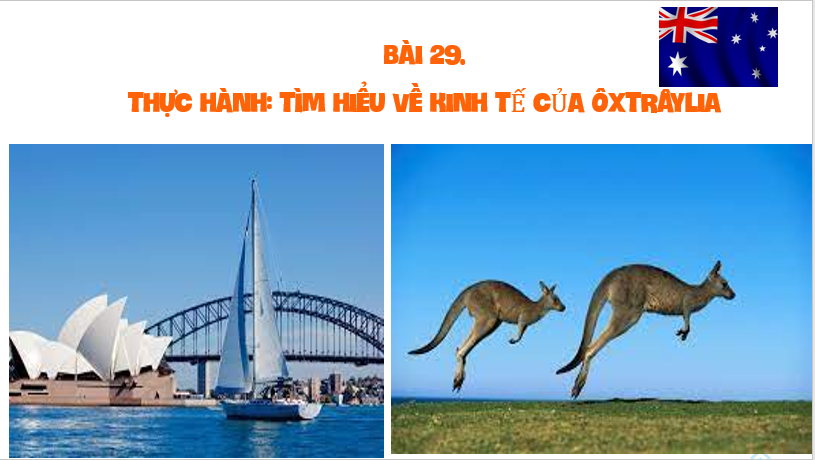 BÀI 29.
THỰC HÀNH: TÌM HIỂU VỀ KINH TẾ CỦA ÔXTRÂYLIA